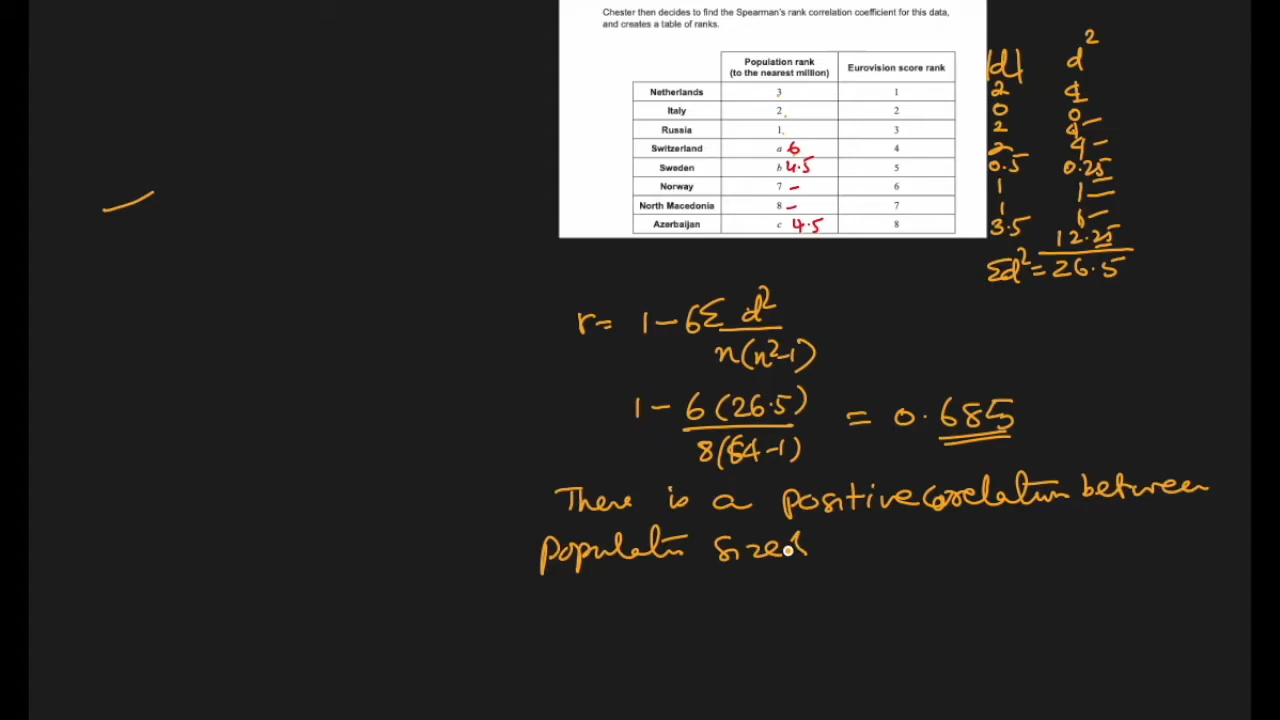 Chester then decides to find the Spearman's rank correlation coefficient for this data,
and creates a table of ranks.
Population rank (to the nearest million) Eurovision score rank |d| d²
Netherlands 3 1 2 4
Italy 2 2 0 0
Russia 1 3 2 4
Switzerland a 6 4 2 4
Sweden b 4.5 5 0.5 0.25
Norway 7 6 1 1
North Macedonia 8 7 1 1
Azerbaijan c 4.5 8 3.5 12.25
Σd² = 26.5
r = 1 - 6Σ d² / n(n²-1)
1 - 6(26.5) / 8(64-1) = 0.685
There is a positive correlation between